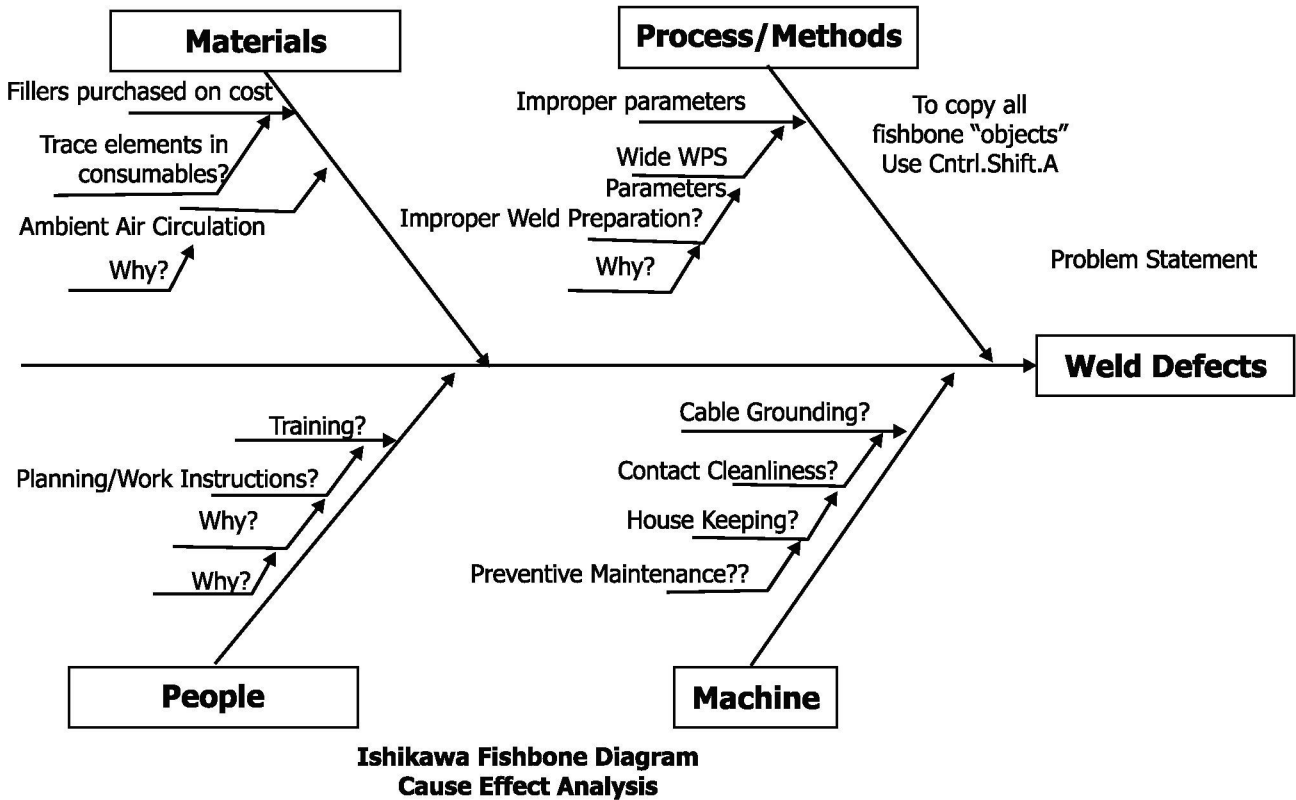 Materials
Process/Methods
Fillers purchased on cost
Trace elements in
consumables?
Ambient Air Circulation
Why?
Improper parameters
Wide WPS
Parameters
Improper Weld Preparation?
Why?
To copy all
fishbone “objects”
Use Cntrl.Shift.A
Problem Statement
Weld Defects
Training?
Planning/Work Instructions?
Why?
Why?
Cable Grounding?
Contact Cleanliness?
House Keeping?
Preventive Maintenance??
People
Machine
Ishikawa Fishbone Diagram
Cause Effect Analysis